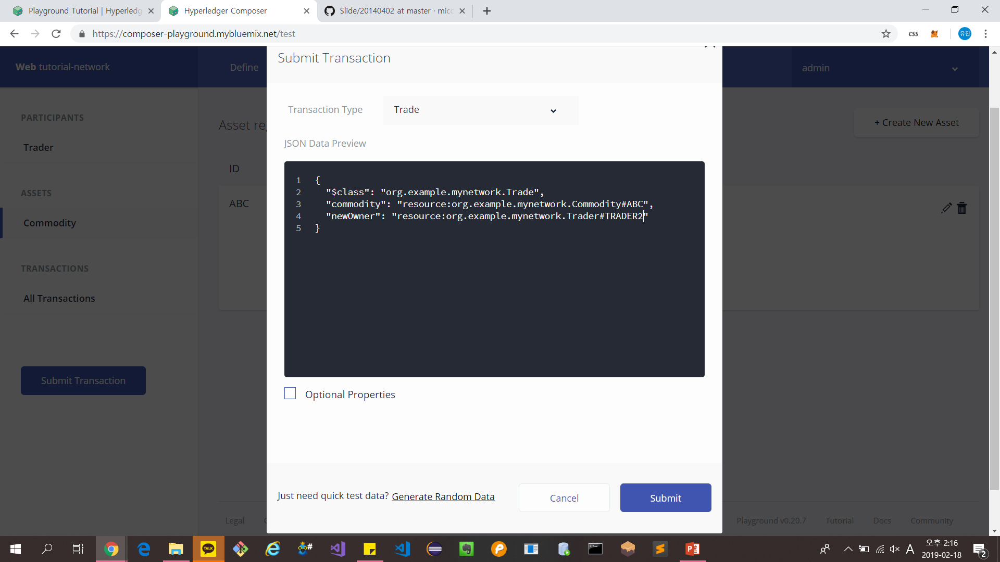 Playground Tutorial | Hyperledg
Hyperledger Composer
Slide/20140402 at master · mic
https://composer-playground.mybluemix.net/test
css
유진
Web tutorial-network
Define
admin
Submit Transaction
PARTICIPANTS
Trader
ASSETS
Commodity
TRANSACTIONS
All Transactions
Submit Transaction
Asset re
+ Create New Asset
ID
ABC
Transaction Type
Trade
JSON Data Preview
1 {
2 "$class": "org.example.mynetwork.Trade",
3 "commodity": "resource:org.example.mynetwork.Commodity#ABC",
4 "newOwner": "resource:org.example.mynetwork.Trader#TRADER2"
5 }
Optional Properties
Just need quick test data? Generate Random Data
Cancel
Submit
Legal
Playground v0.20.7
Tutorial
Docs
Community
TALK
A
오후 2:16
2019-02-18
2